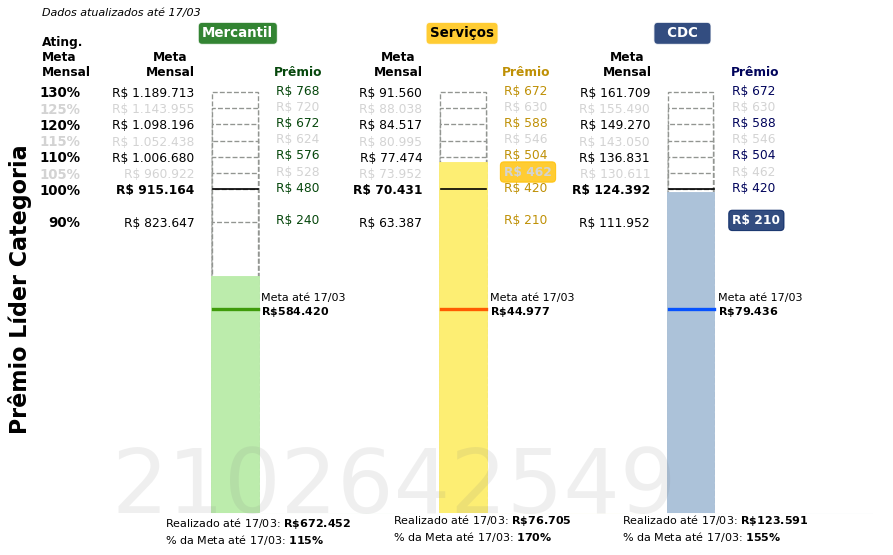 Dados atualizados até 17/03
Mercantil Serviços CDC
Ating. Meta Mensal
Meta Mensal Prêmio Meta Mensal Prêmio Meta Mensal Prêmio
130% R$ 1.189.713 R$ 768 R$ 91.560 R$ 672 R$ 161.709 R$ 672
125% R$ 1.143.955 R$ 720 R$ 88.038 R$ 630 R$ 155.490 R$ 630
120% R$ 1.098.196 R$ 672 R$ 84.517 R$ 588 R$ 149.270 R$ 588
115% R$ 1.052.438 R$ 624 R$ 80.995 R$ 546 R$ 143.050 R$ 546
110% R$ 1.006.680 R$ 576 R$ 77.474 R$ 504 R$ 136.831 R$ 504
105% R$ 960.922 R$ 528 R$ 73.952 R$ 462 R$ 130.611 R$ 462
100% R$ 915.164 R$ 480 R$ 70.431 R$ 420 R$ 124.392 R$ 420
90% R$ 823.647 R$ 240 R$ 63.387 R$ 210 R$ 111.952 R$ 210
Prêmio Líder Categoria
Meta até 17/03 Meta até 17/03 Meta até 17/03
R$584.420 R$44.977 R$79.436
2102642549
Realizado até 17/03: R$672.452 Realizado até 17/03: R$76.705 Realizado até 17/03: R$123.591
% da Meta até 17/03: 115% % da Meta até 17/03: 170% % da Meta até 17/03: 155%